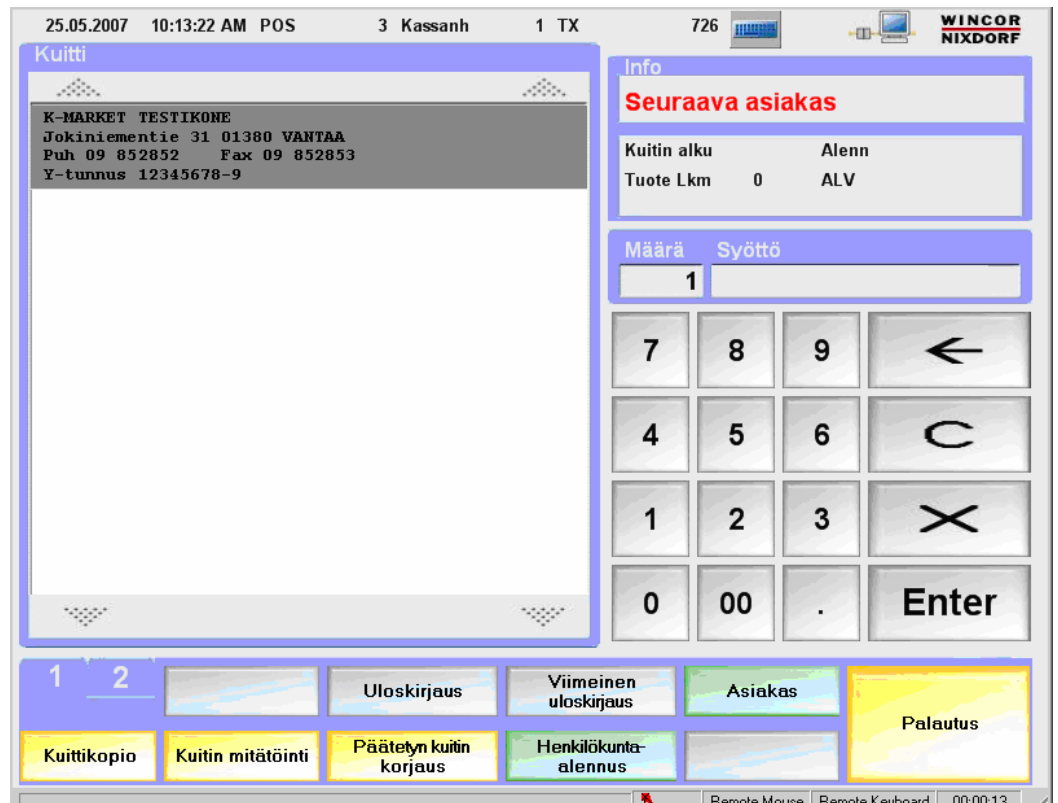 25.05.2007 10:13:22 AM POS 3 Kassanh 1 TX 726 WINCOR NIXDORF
Kuitti
K-MARKET TESTIKONE
Jokiniementie 31 01380 VANTAA
Puh 09 852852 Fax 09 852853
Y-tunnus 12345678-9
Info
Seuraava asiakas
Kuitin alku Alenn
Tuote Lkm 0 ALV
Määrä Syöttö
1
7 8 9
4 5 6 C
1 2 3
0 00 . Enter
1 2
Uloskirjaus
Viimeinen
uloskirjaus
Asiakas
Palautus
Kuittikopio
Kuitin mitätöinti
Päätetyn kuitin
korjaus
Henkilökunta-
alennus
Remote Mouse Remote Keyboard 00:00:13